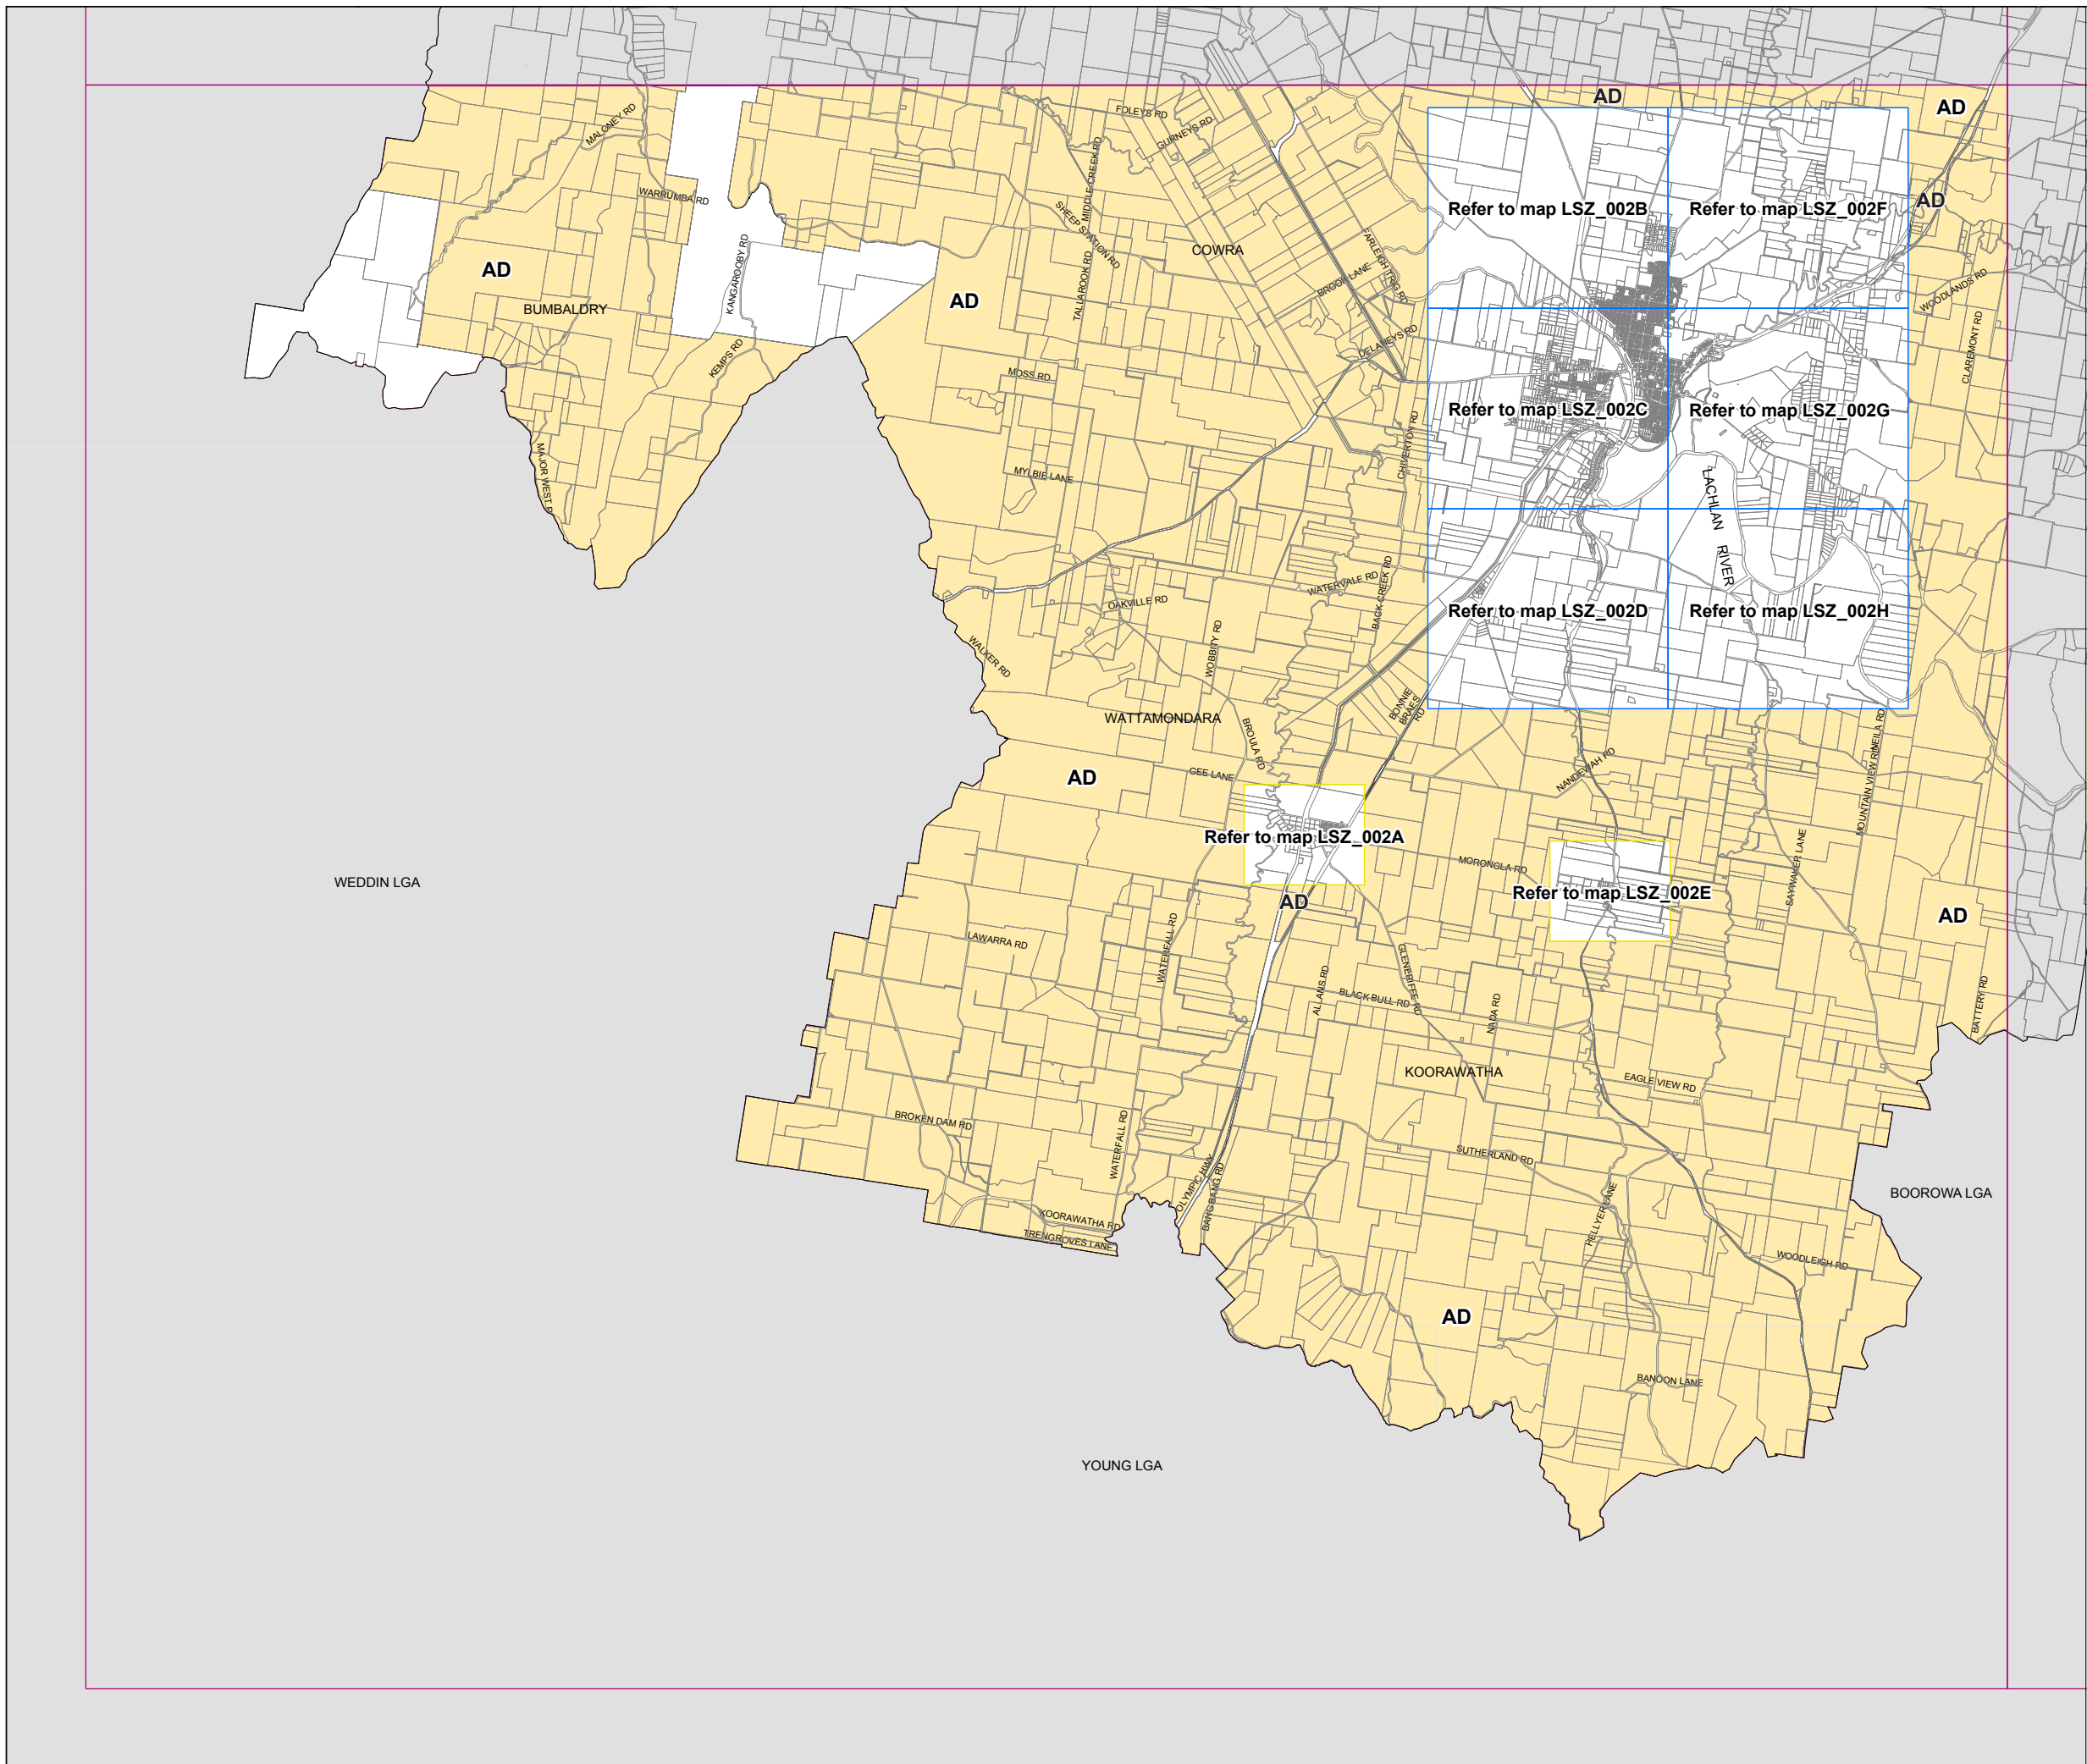 AD
AD
FOLEYS RD
MALONEY RD
GURNEYS RD
MIDDLE CREEK RD
WARRUMBA RD
AD
Refer to map LSZ_002B
Refer to map LSZ_002F
SHEEP STATION RD
COWRA
FARLEIGH TRIG RD
KANGAROOBY RD
TALLAROOK RD
AD
BROOK LANE
WOODLANDS RD
AD
BUMBALDRY
CLAREMONT RD
DELANEYS RD
KEMPS RD
MOSS RD
Refer to map LSZ_002C
Refer to map LSZ_002G
CHIVERTON RD
MAJOR WEST R
MYLBIE LANE
LACHLAN RIVER
WATERVALE RD
BACK CREEK RD
OAKVILLE RD
Refer to map LSZ_002D
Refer to map LSZ_002H
WALKER RD
WOBBITY RD
BONNIE
BRAES
RD
WATTAMONDARA
BROULA RD
NEILA RD
NANDEWAH RD
MOUNTAIN VIEW RD
AD
GEE LANE
Refer to map LSZ_002A
MORONGLA RD
SAYWAKER LANE
WEDDIN LGA
Refer to map LSZ_002E
AD
AD
LAWARRA RD
WATERFALL RD
GLENERIFFE RD
ALLANS RD
BLACK BULL RD
NADA RD
BATTERY RD
KOORAWATHA
EAGLE VIEW RD
BROKEN DAM RD
WATERFALL RD
SUTHERLAND RD
OLYMPIC HWY
BANG BANG RD
BOOROWA LGA
KOORAWATHA RD
TRENGROVES LANE
HELLYER LANE
WOODLEIGH RD
AD
BANOON LANE
YOUNG LGA